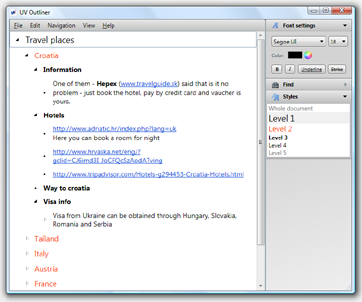 UV Outliner
File Edit Navigation View Help
Travel places
Croatia
Information
One of them - Hepex (www.travelguide.sk) said that is it no
problem - just book the hotel, pay by credit card and vaucher is
yours.
Hotels
http://www.adriatic.hr/index.php?lang=uk
Here you can book a room for night
http://www.hrvaska.net/eng/?
http://www.tripadvisor.com/Hotels-g294453-Croatia-Hotels.html
Way to croatia
Visa info
Visa from Ukraine can be obtained through Hungary, Slovakia,
Romania and Serbia
Tailand
Italy
Austria
France
Font settings
Segoe UI 18
Color:
B I Underline Strike
Find
Styles
Whole document
Level 1
Level 2
Level 3
Level 4
Level 5